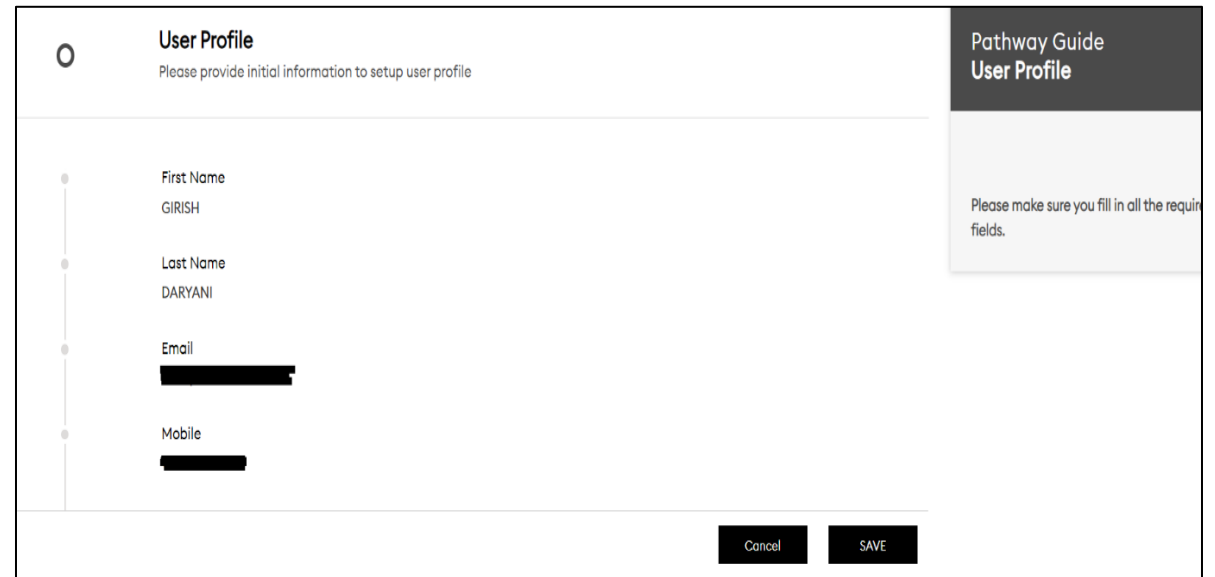 User Profile
Please provide initial information to setup user profile
First Name
GIRISH
Last Name
DARYANI
Email
Mobile
Cancel
SAVE
Pathway Guide
User Profile
Please make sure you fill in all the
fields.